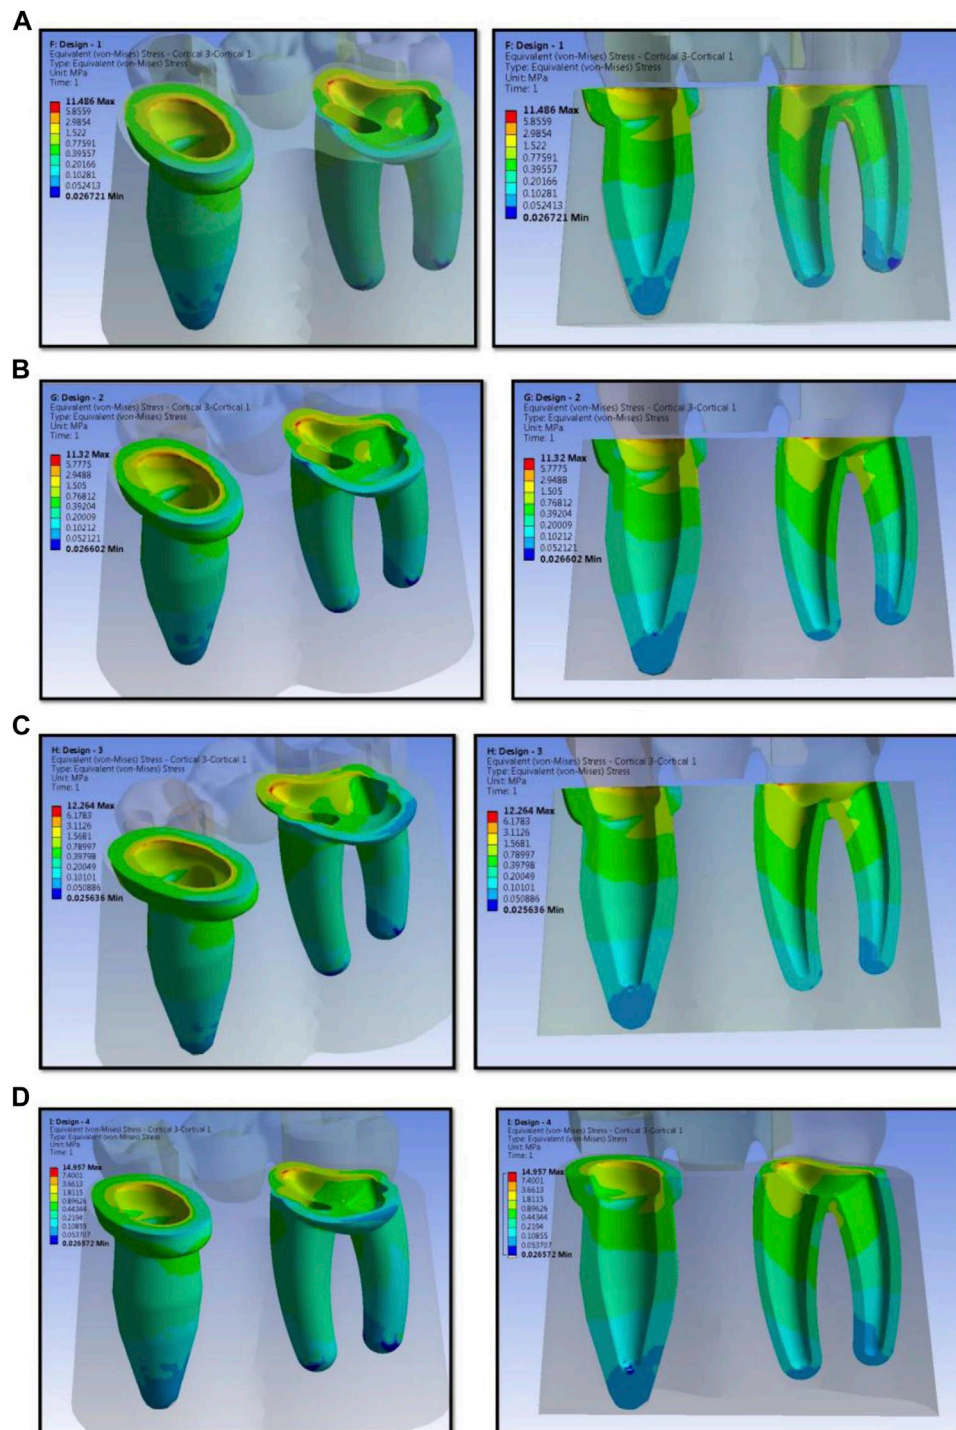 A
F: Design - 1
Equivalent (von-Mises) Stress - Cortical 3-Cortical 1
Type: Equivalent (von-Mises) Stress
Unit: MPa
Time: 1
11.486 Max
5.8559
2.9854
1.522
0.77591
0.39557
0.20166
0.10281
0.052413
0.026721 Min
F: Design - 1
Equivalent (von-Mises) Stress - Cortical 3-Cortical 1
Type: Equivalent (von-Mises) Stress
Unit: MPa
Time: 1
11.486 Max
5.8559
2.9854
1.522
0.77591
0.39557
0.20166
0.10281
0.052413
0.026721 Min
B
G: Design - 2
Equivalent (von-Mises) Stress - Cortical 3-Cortical 1
Type: Equivalent (von-Mises) Stress
Unit: MPa
Time: 1
11.32 Max
5.7775
2.9488
1.505
0.76812
0.39204
0.20009
0.10212
0.052121
0.026602 Min
G: Design - 2
Equivalent (von-Mises) Stress - Cortical 3-Cortical 1
Type: Equivalent (von-Mises) Stress
Unit: MPa
Time: 1
11.32 Max
5.7775
2.9488
1.505
0.76812
0.39204
0.20009
0.10212
0.052121
0.026602 Min
C
H: Design - 3
Equivalent (von-Mises) Stress - Cortical 3-Cortical 1
Type: Equivalent (von-Mises) Stress
Unit: MPa
Time: 1
12.264 Max
6.1783
3.1126
1.5681
0.78997
0.39798
0.20049
0.10101
0.050886
0.025636 Min
H: Design - 3
Equivalent (von-Mises) Stress - Cortical 3-Cortical 1
Type: Equivalent (von-Mises) Stress
Unit: MPa
Time: 1
12.264 Max
6.1783
3.1126
1.5681
0.78997
0.39798
0.20049
0.10101
0.050886
0.025636 Min
D
I: Design - 4
Equivalent (von-Mises) Stress - Cortical 3-Cortical 1
Type: Equivalent (von-Mises) Stress
Unit: MPa
Time: 1
14.957 Max
7.4001
3.6613
1.8115
0.89626
0.44344
0.2194
0.10855
0.053707
0.026572 Min
I: Design - 4
Equivalent (von-Mises) Stress - Cortical 3-Cortical 1
Type: Equivalent (von-Mises) Stress
Unit: MPa
Time: 1
14.957 Max
7.4001
3.6613
1.8115
0.89626
0.44344
0.2194
0.10855
0.053707
0.026572 Min